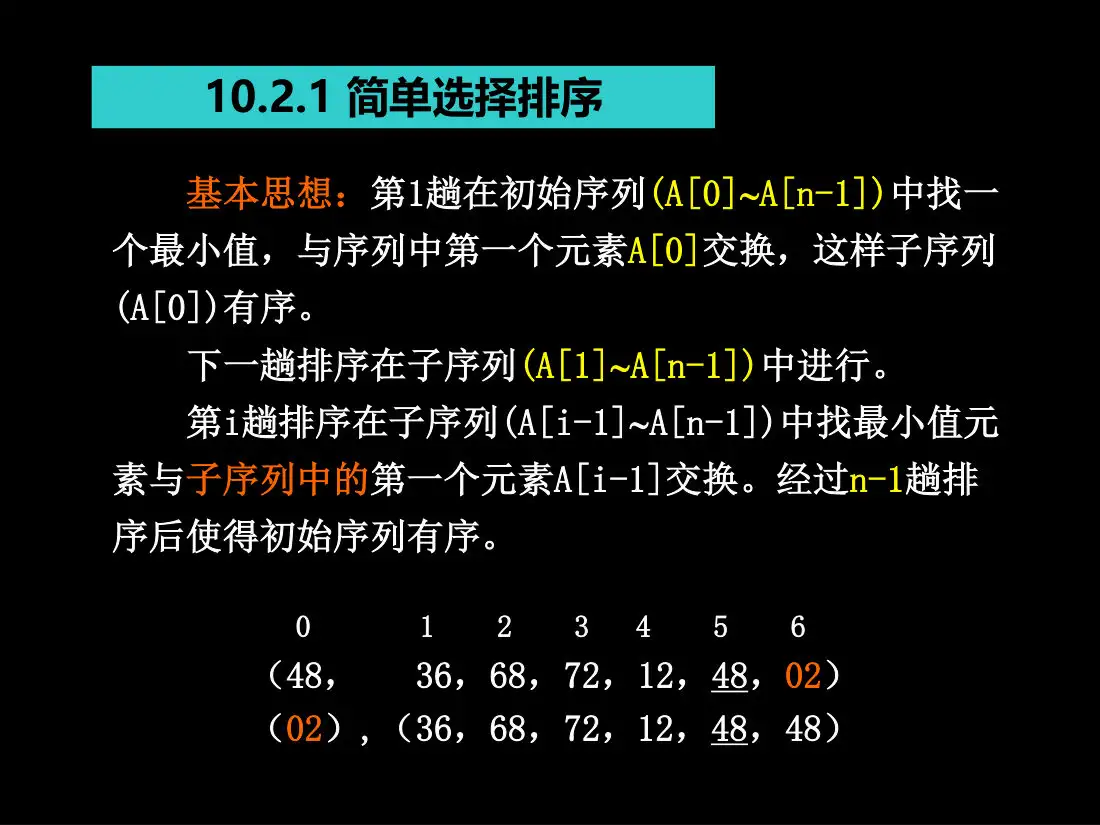 10.2.1 简单选择排序
基本思想：第1趟在初始序列(A[0]~A[n-1])中找一
个最小值，与序列中第一个元素A[0]交换，这样子序列
(A[0])有序。
下一趟排序在子序列(A[1]~A[n-1])中进行。
第i趟排序在子序列(A[i-1]~A[n-1])中找最小值元
素与子序列中的第一个元素A[i-1]交换。经过n-1趟排
序后使得初始序列有序。
0 1 2 3 4 5 6
（48， 36，68，72，12，48，02）
（02）,（36，68，72，12，48，48）